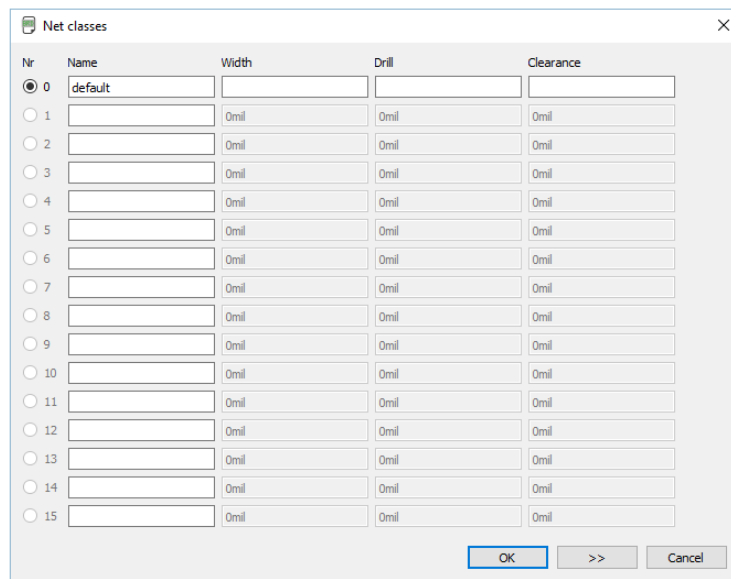 Net classes
Nr Name Width Drill Clearance
0 default
1 0mil 0mil 0mil
2 0mil 0mil 0mil
3 0mil 0mil 0mil
4 0mil 0mil 0mil
5 0mil 0mil 0mil
6 0mil 0mil 0mil
7 0mil 0mil 0mil
8 0mil 0mil 0mil
9 0mil 0mil 0mil
10 0mil 0mil 0mil
11 0mil 0mil 0mil
12 0mil 0mil 0mil
13 0mil 0mil 0mil
14 0mil 0mil 0mil
15 0mil 0mil 0mil
OK >> Cancel